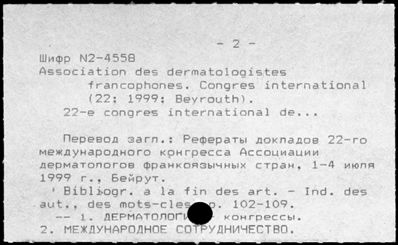 - 2 -
Шифр N2-4558
Association des dermatologistes
francophones. Congres international
(22; 1999; Beyrouth).
22-e congres international de...
Перевод загл.: Рефераты докладов 22-го
международного конгресса Ассоциации
дерматологов франкоязычных стран, 1-4 июля
1999 г., Бейрут.
Bibliogr. a la fin des art. - Ind. des
aut., des mots-cles p. 102-109.
-- 1. ДЕРМАТОЛОГИ конгрессы.
2. МЕЖДУНАРОДНОЕ СОТРУДНИЧЕСТВО.